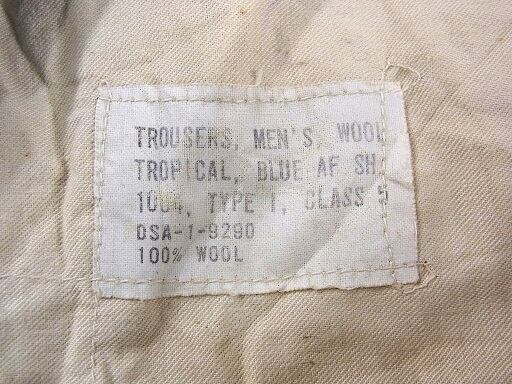 TROUSERS, MEN'S, WOOL
TROPICAL, BLUE AF SH
1084, TYPE I, CLASS 5
DSA-1-9290
100% WOOL